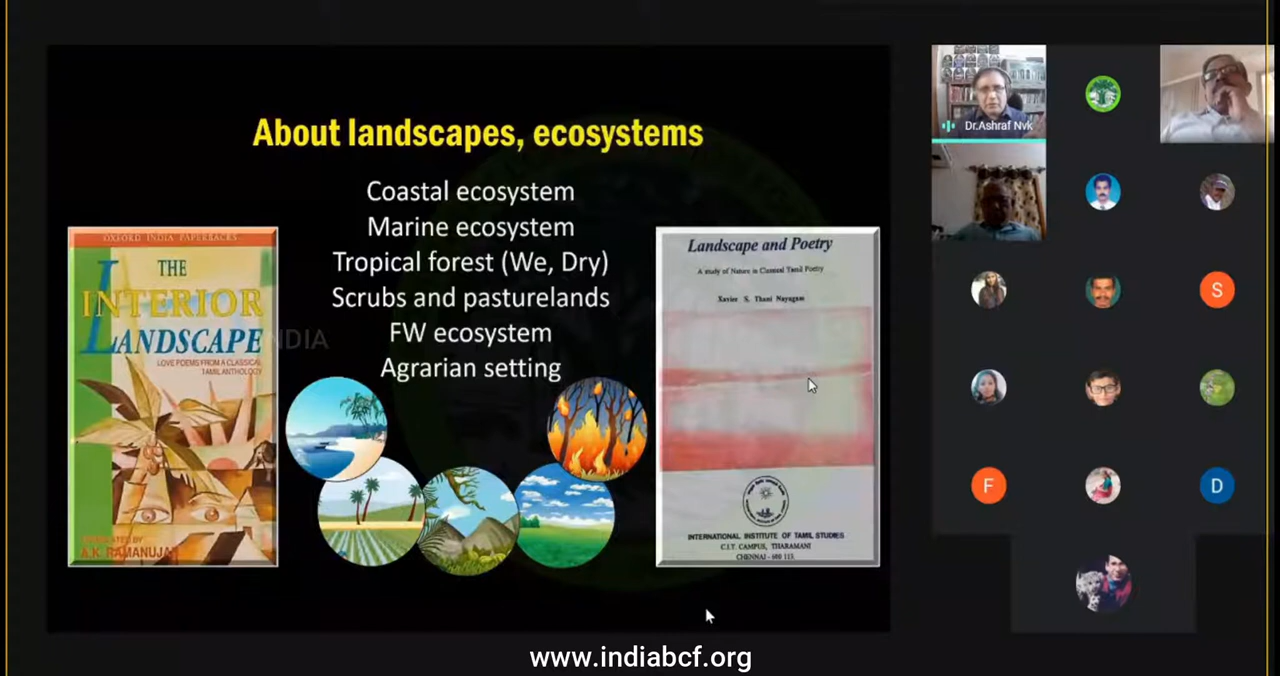 About landscapes, ecosystems
Coastal ecosystem
Marine ecosystem
Tropical forest (We, Dry)
Scrubs and pasturelands
FW ecosystem
Agrarian setting
OXFORD INDIA PAPERBACKS
THE
INTERIOR
LANDSCAPE
LOVE POEMS FROM A CLASSICAL
TAMIL ANTHOLOGY
TRANSLATED BY
A.K. RAMANUJAN
NDIA
Landscape and Poetry
A study of Nature in Classical Tamil Poetry
Xavier S. Thani Nayagam
INTERNATIONAL INSTITUTE OF TAMIL STUDIES
C.I.T. CAMPUS, THARAMANI
CHENNAI - 600 113.
Dr.Ashraf Nvk
S
F
D
www.indiabcf.org